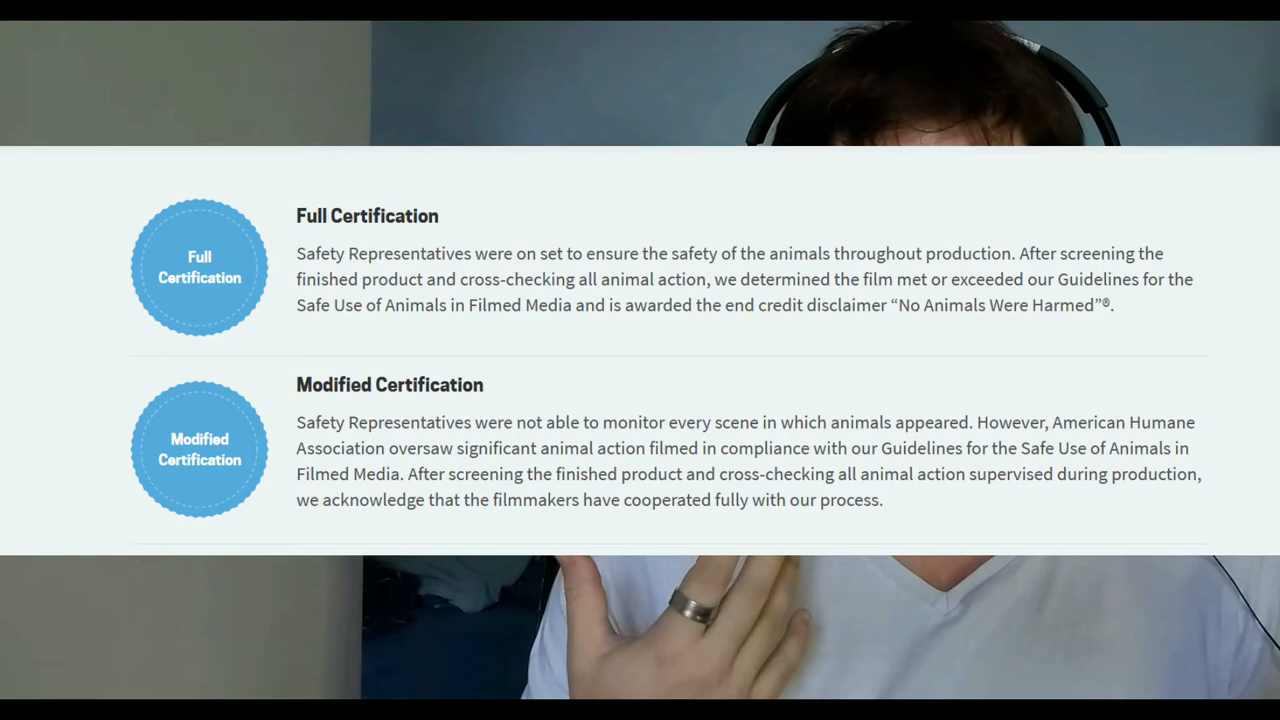 Full
Certification
Full Certification
Safety Representatives were on set to ensure the safety of the animals throughout production. After screening the
finished product and cross-checking all animal action, we determined the film met or exceeded our Guidelines for the
Safe Use of Animals in Filmed Media and is awarded the end credit disclaimer “No Animals Were Harmed”®.
Modified
Certification
Modified Certification
Safety Representatives were not able to monitor every scene in which animals appeared. However, American Humane
Association oversaw significant animal action filmed in compliance with our Guidelines for the Safe Use of Animals in
Filmed Media. After screening the finished product and cross-checking all animal action supervised during production,
we acknowledge that the filmmakers have cooperated fully with our process.